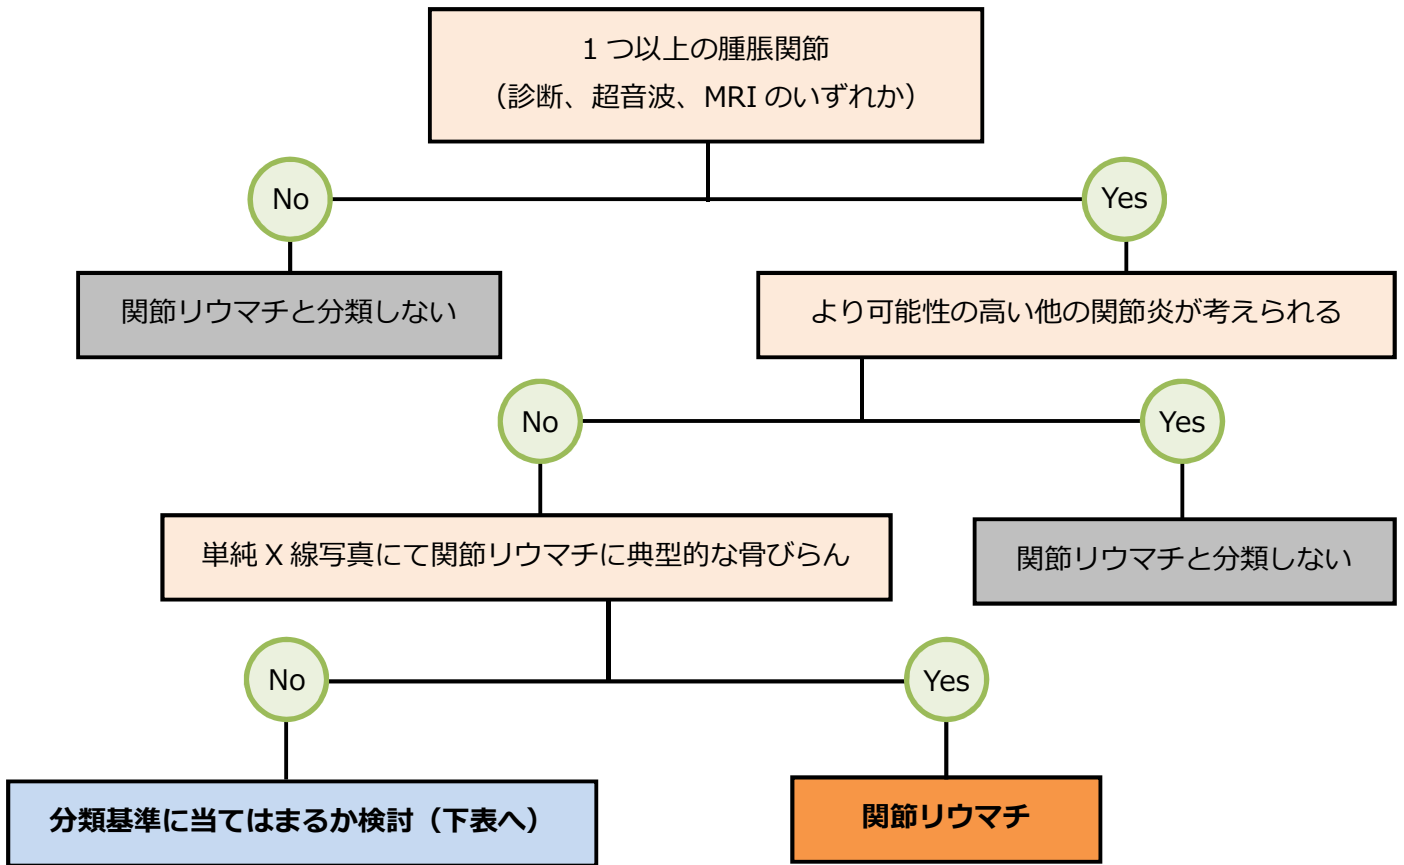 1 つ以上の腫脹関節
（診断、超音波、MRI のいずれか）
No
Yes
関節リウマチと分類しない
より可能性の高い他の関節炎が考えられる
No
Yes
単純 X 線写真にて関節リウマチに典型的な骨びらん
関節リウマチと分類しない
No
Yes
分類基準に当てはまるか検討（下表へ）
関節リウマチ